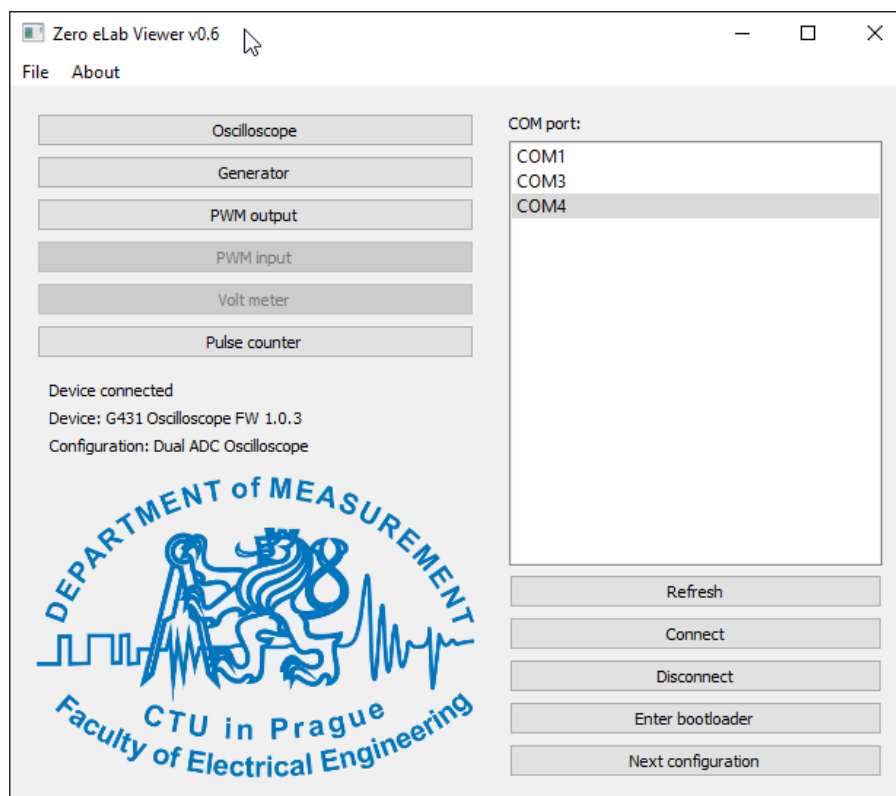 Zero eLab Viewer v0.6
File About
Oscilloscope
Generator
PWM output
PWM input
Volt meter
Pulse counter
Device connected
Device: G431 Oscilloscope FW 1.0.3
Configuration: Dual ADC Oscilloscope
DEPARTMENT of MEASUREMENT
CTU in Prague
Faculty of Electrical Engineering
COM port:
COM1
COM3
COM4
Refresh
Connect
Disconnect
Enter bootloader
Next configuration